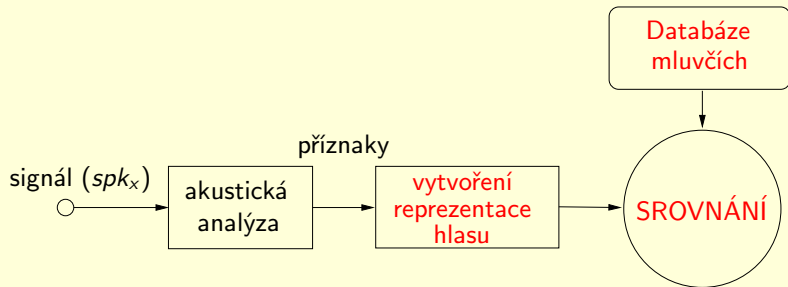 Databáze
mluvčích
příznaky
signál (spkₓ)
akustická
analýza
vytvoření
reprezentace
hlasu
SROVNÁNÍ